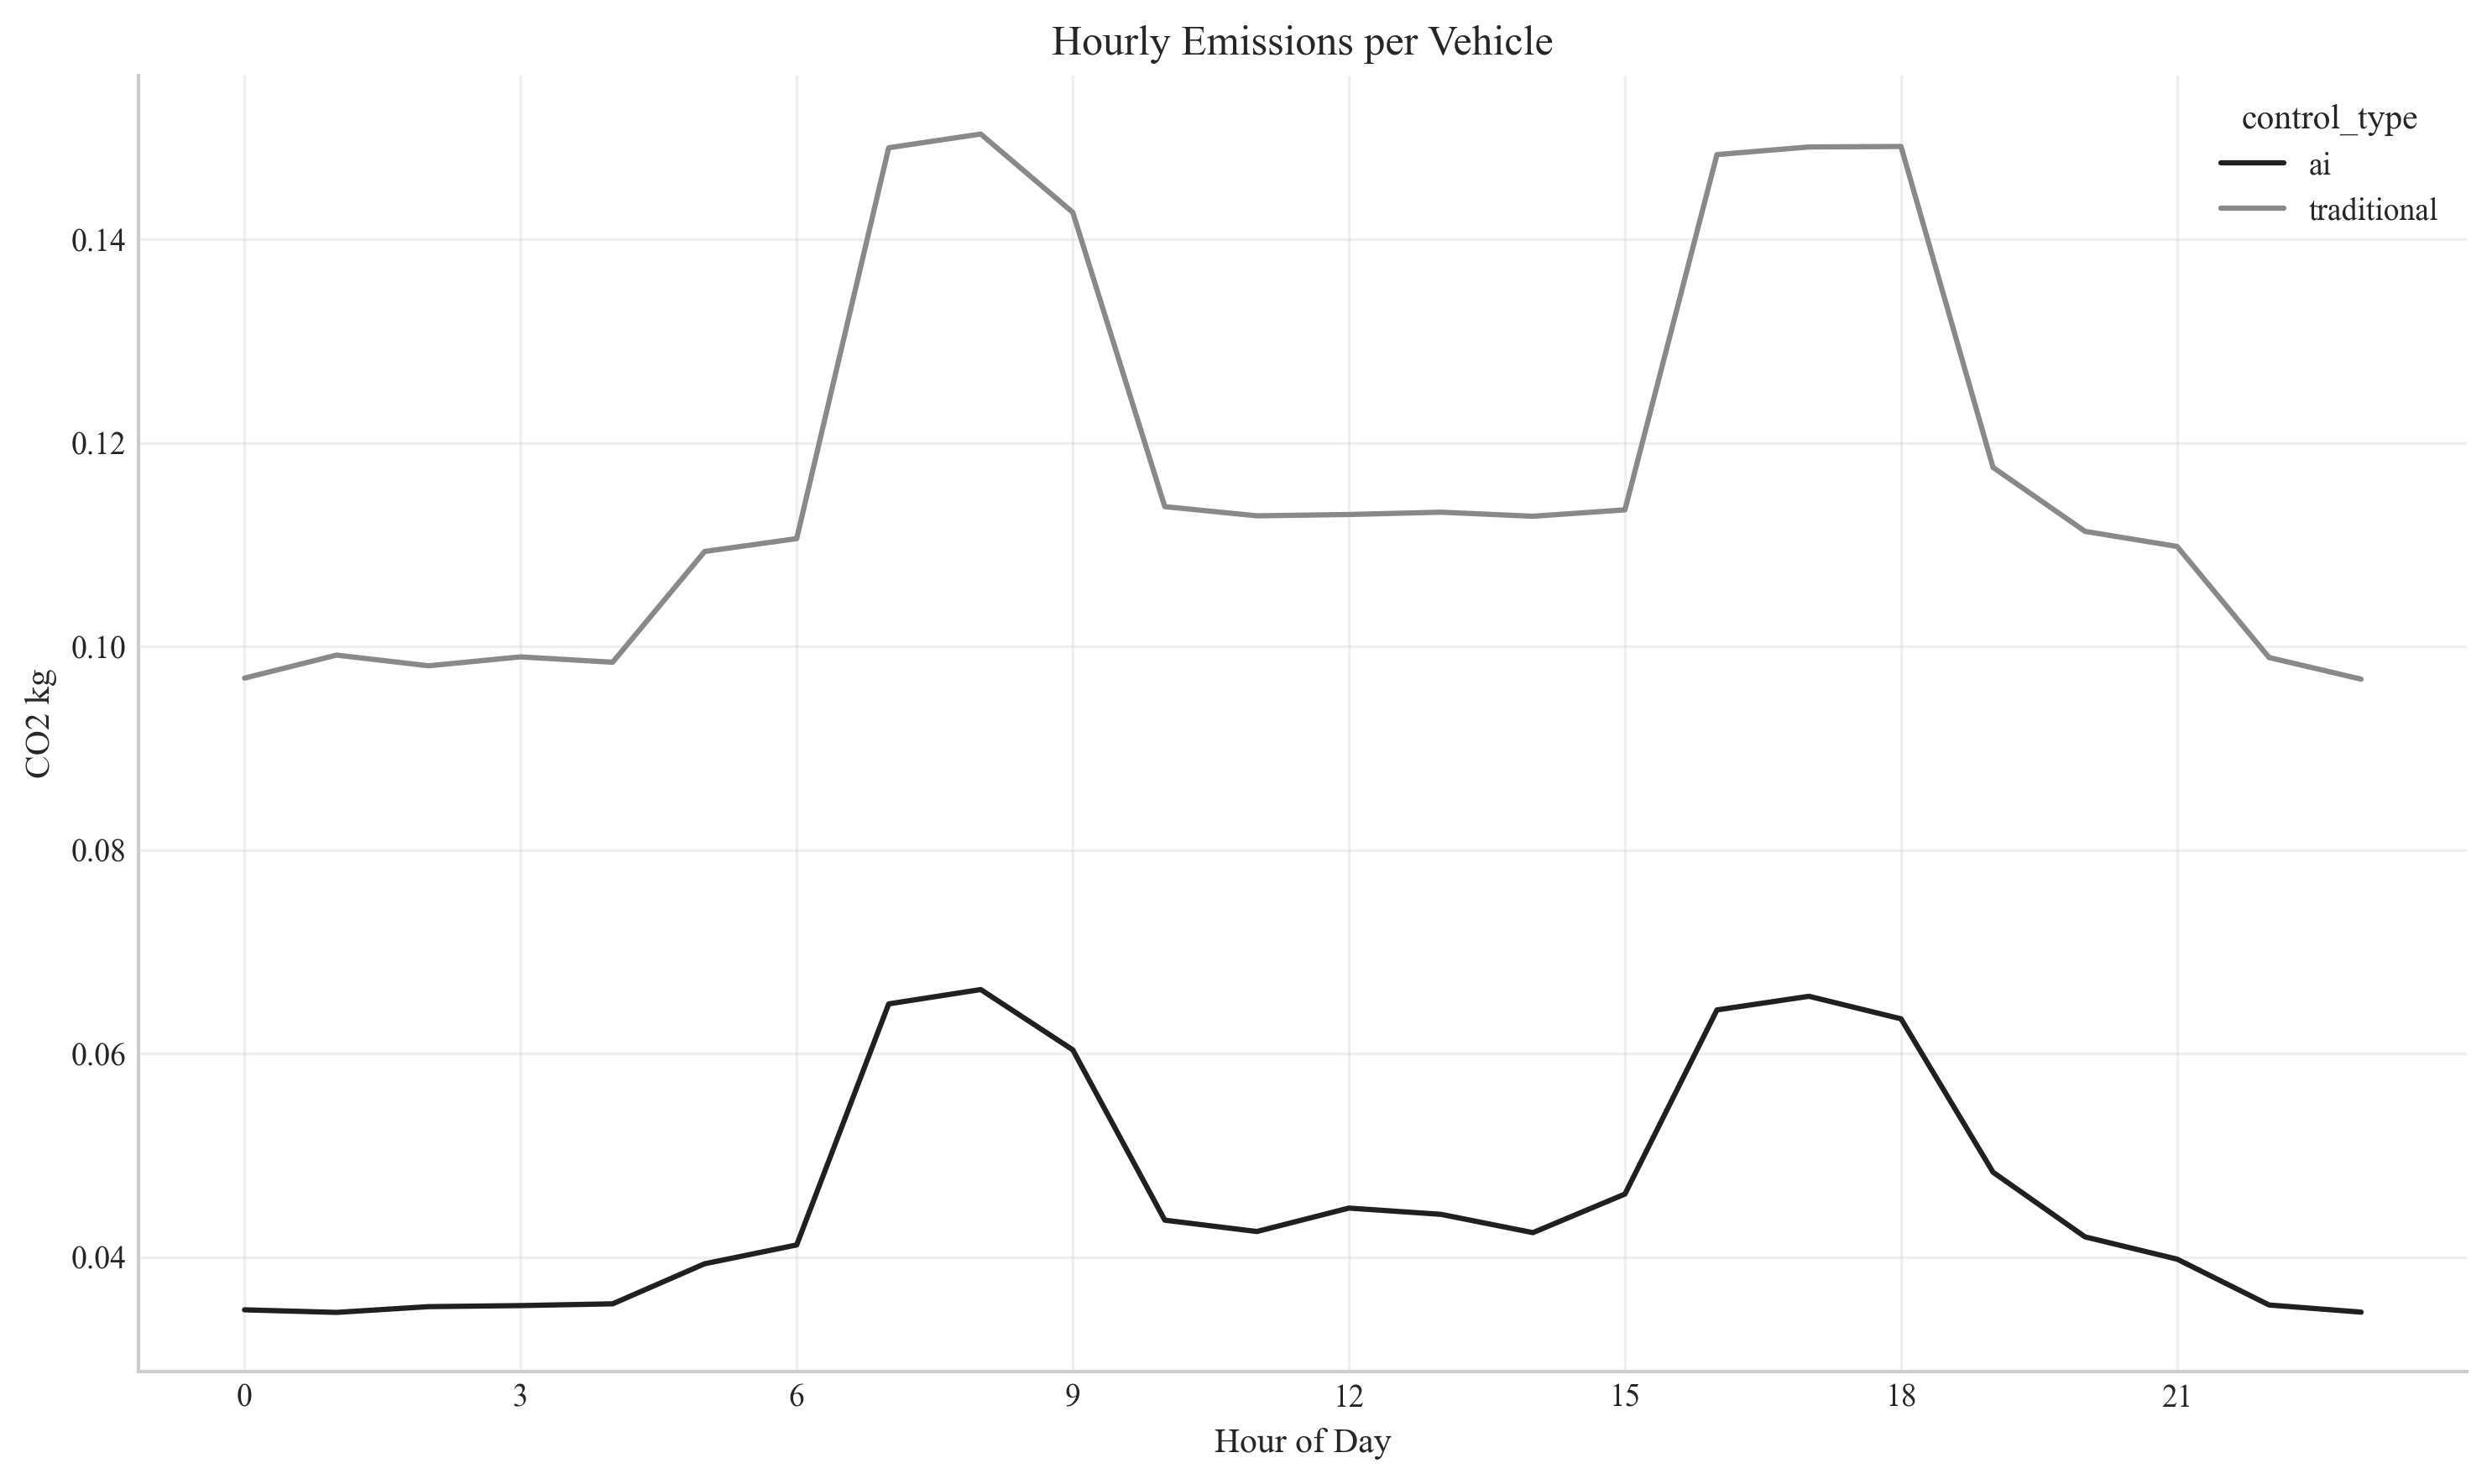 Hourly Emissions per Vehicle
control_type
ai
traditional
0.14
0.12
0.10
0.08
0.06
0.04
CO2 kg
0 3 6 9 12 15 18 21
Hour of Day